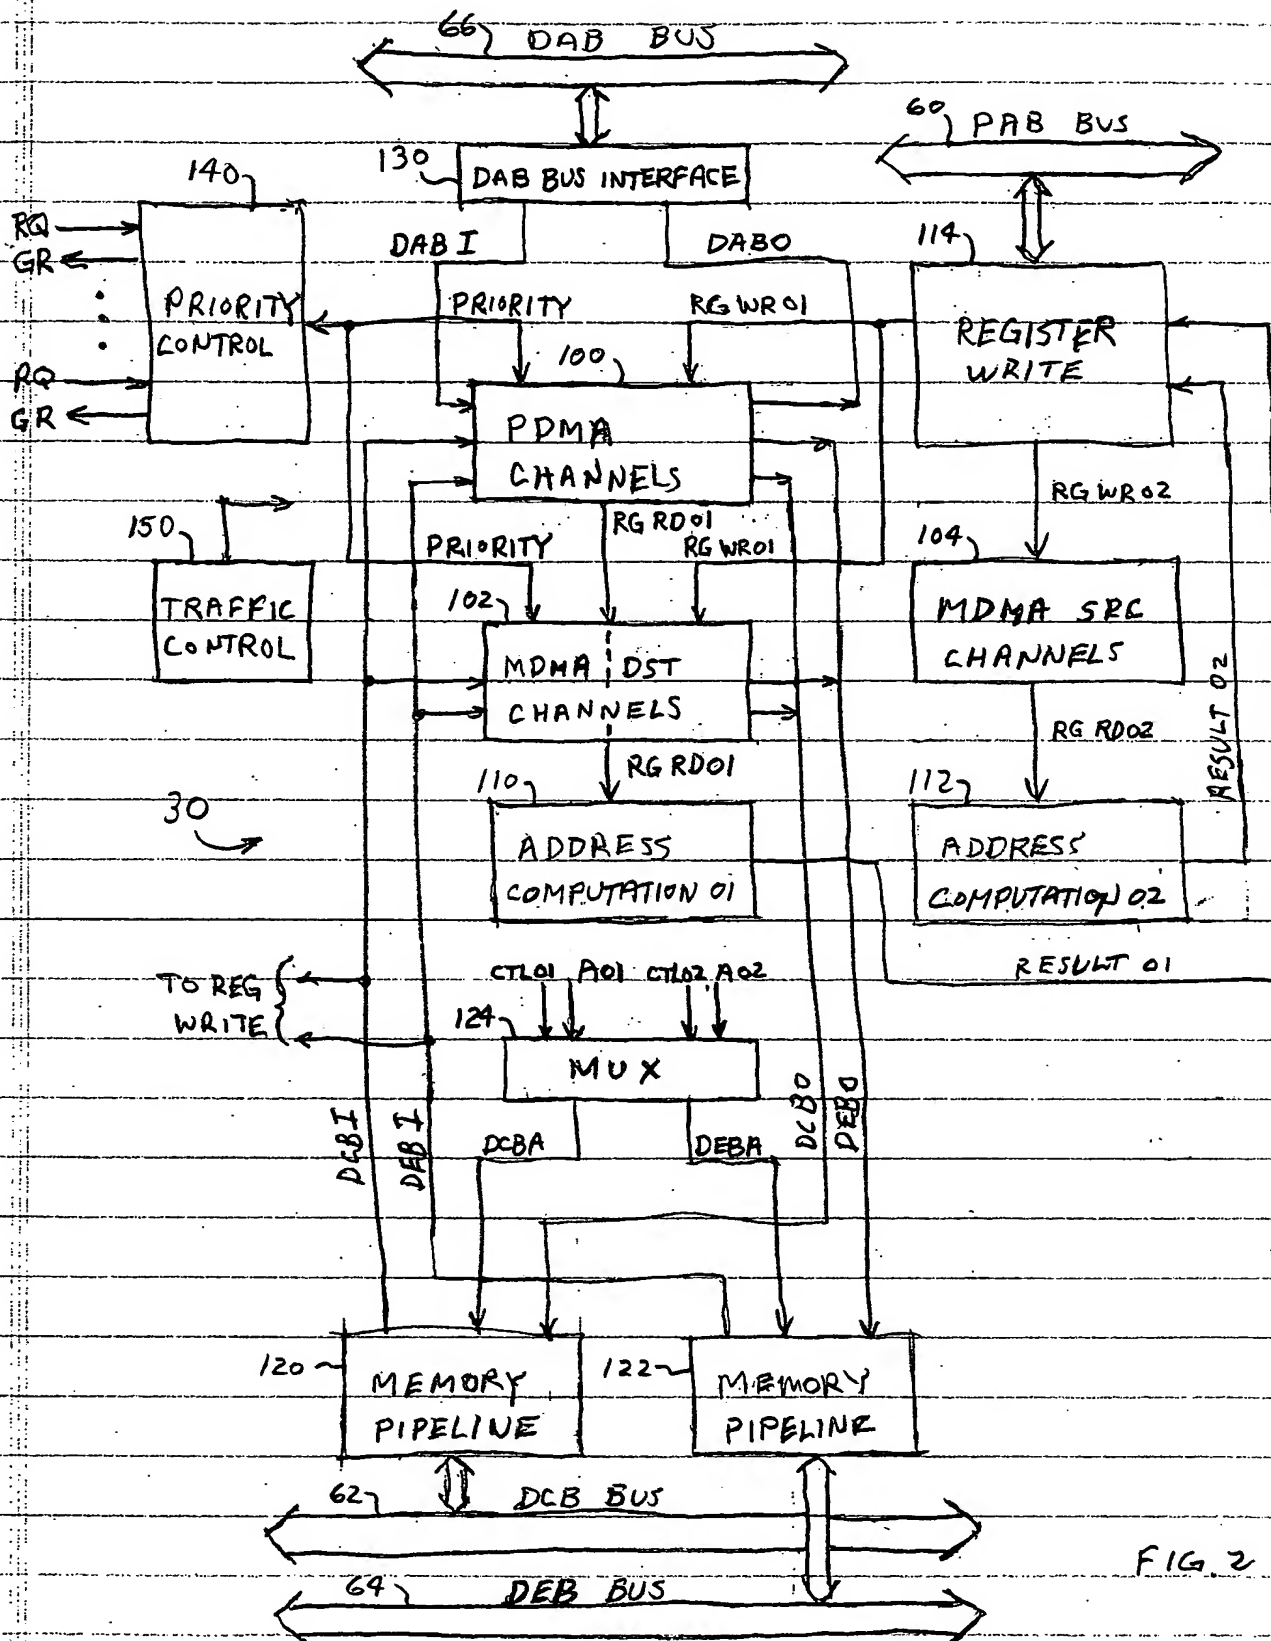 66 DAB BUS
60 PAB BUS
130 DAB BUS INTERFACE
140
RQ
GR
RQ
GR
PRIORITY
CONTROL
DAB I
DABO
114
REGISTER
WRITE
PRIORITY
RG WR01
100
PDMA
CHANNELS
RG WR02
150
TRAFFIC
CONTROL
RG RD01
PRIORITY
RG WR01
104
MDMA SRC
CHANNELS
102
MDMA DST
CHANNELS
RG RD02
RESULT 02
RG RD01
30
110
ADDRESS
COMPUTATION 01
112
ADDRESS
COMPUTATION 02
RESULT 01
TO REG
WRITE
CTL01 A01 CTL02 A02
124
MUX
DCBI
DEBI
DCBA
DEBA
DCBO
DEBO
120
MEMORY
PIPELINE
122
MEMORY
PIPELINE
62 DCB BUS
64 DEB BUS
FIG. 2